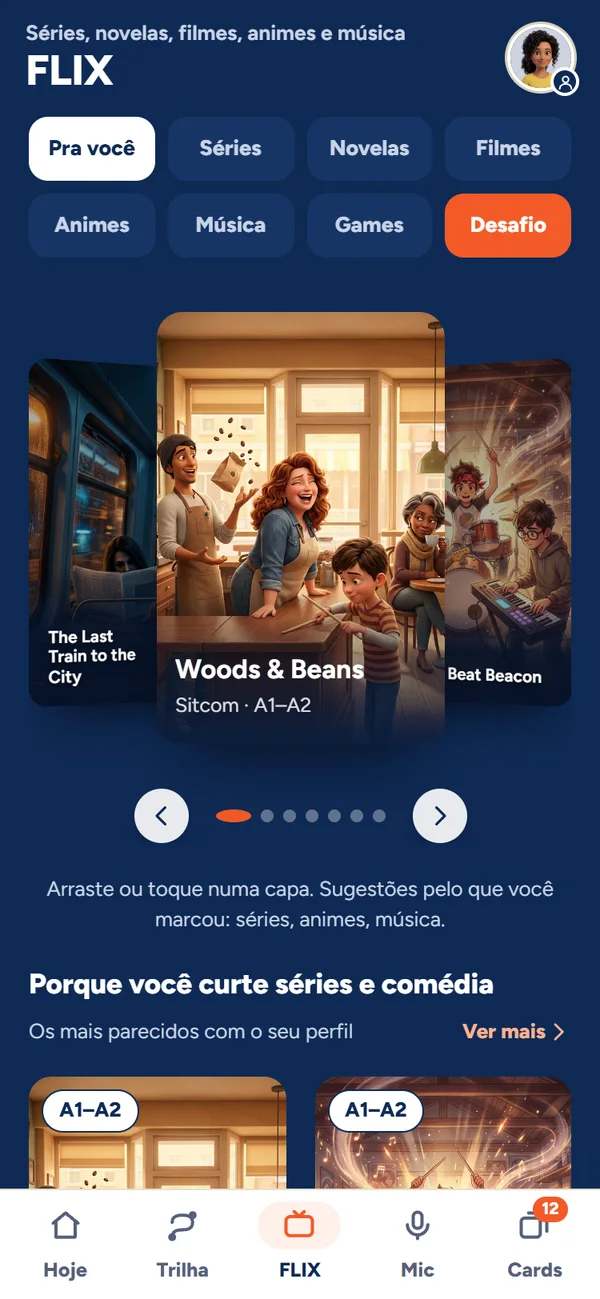 Séries, novelas, filmes, animes e música
FLIX
Pra você
Séries
Novelas
Filmes
Animes
Música
Games
Desafio
The Last
Train to the
City
Woods & Beans
Sitcom · A1–A2
Beat Beacon
Arraste ou toque numa capa. Sugestões pelo que você
marcou: séries, animes, música.
Porque você curte séries e comédia
Os mais parecidos com o seu perfil
Ver mais
A1–A2
A1–A2
12
Hoje
Trilha
FLIX
Mic
Cards